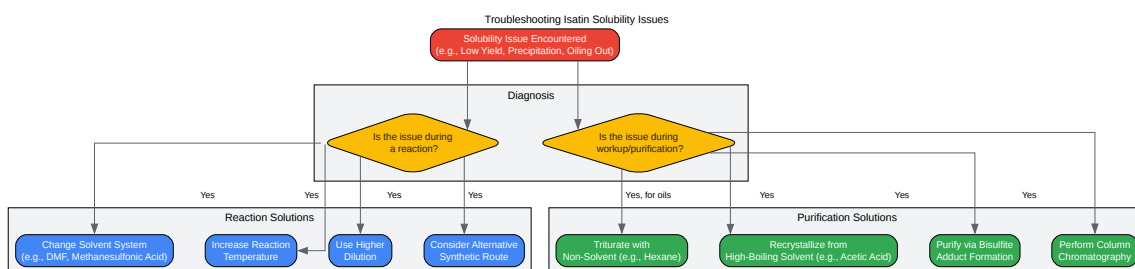 Troubleshooting Isatin Solubility Issues
Solubility Issue Encountered
(e.g., Low Yield, Precipitation, Oiling Out)
Diagnosis
Is the issue during
a reaction?
Is the issue during
workup/purification?
Yes
Yes
Yes
Yes
Yes, for oils
Yes
Yes
Yes
Reaction Solutions
Purification Solutions
Change Solvent System
(e.g., DMF, Methanesulfonic Acid)
Increase Reaction
Temperature
Use Higher
Dilution
Consider Alternative
Synthetic Route
Triturate with
Non-Solvent (e.g., Hexane)
Recrystallize from
High-Boiling Solvent (e.g., Acetic Acid)
Purify via Bisulfite
Adduct Formation
Perform Column
Chromatography